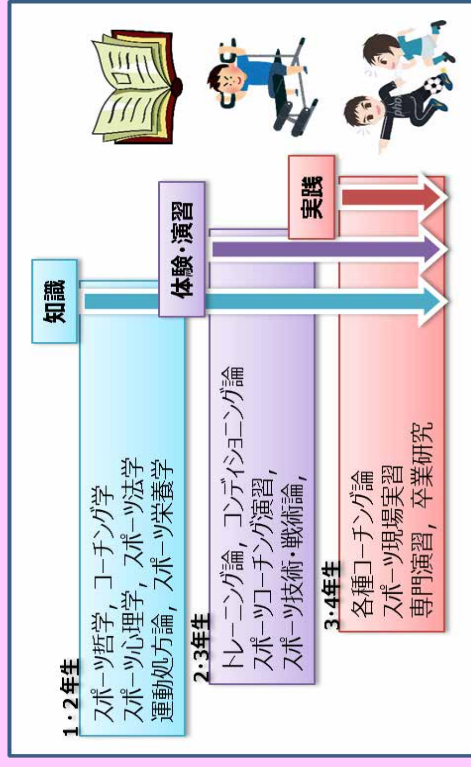 知識
1・2年生
スポーツ哲学，コーチング学
スポーツ心理学，スポーツ法学
運動処方論，スポーツ栄養学
体験・演習
2・3年生
トレーニング論，コンディショニング論
スポーツコーチング演習，
スポーツ技術・戦術論，
実践
3・4年生
各種コーチング論
スポーツ現場実習
専門演習，卒業研究